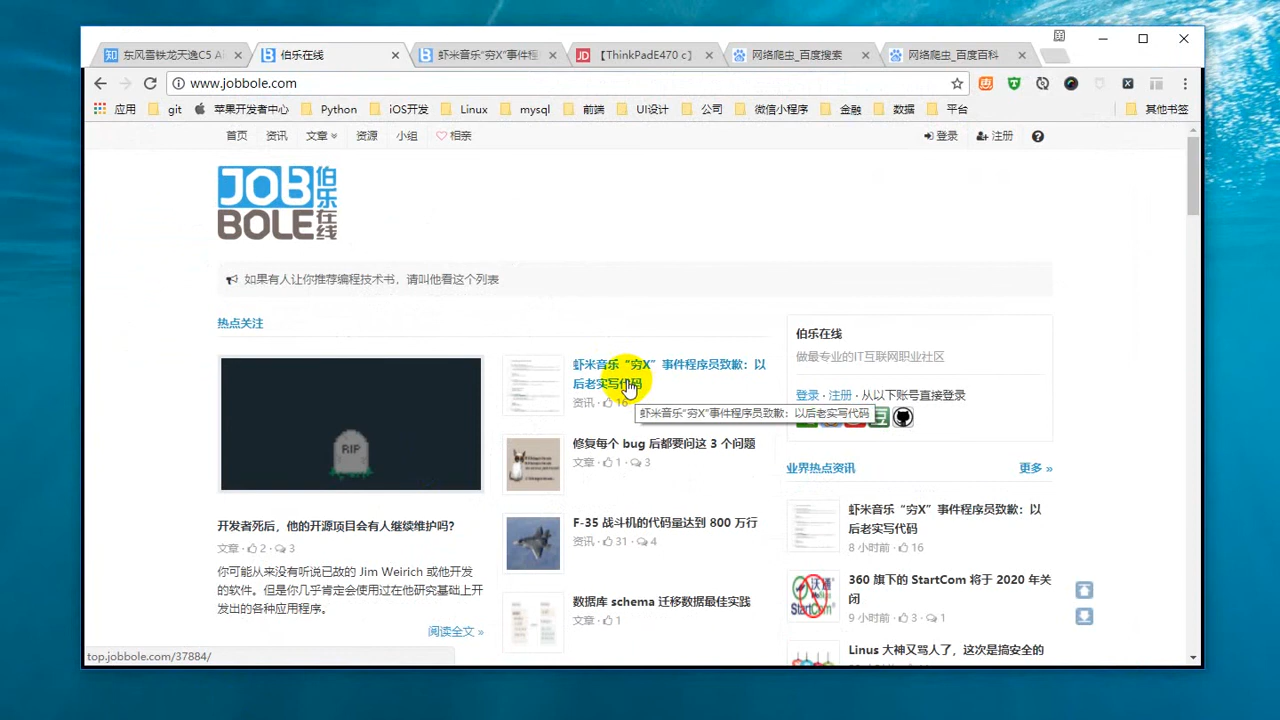 东风雪铁龙天逸C5 Ai
伯乐在线
虾米音乐“穷X”事件程
【ThinkPadE470 c】
网络爬虫_百度搜索
网络爬虫_百度百科
www.jobbole.com
应用
git
苹果开发者中心
Python
iOS开发
Linux
mysql
前端
UI设计
公司
微信小程序
金融
数据
平台
其他书签
首页
资讯
文章
资源
小组
相亲
登录
注册
JOB伯乐
BOLE在线
如果有人让你推荐编程技术书，请叫他看这个列表
热点关注
虾米音乐“穷X”事件程序员致歉：以
后老实写代码
资讯 · 16
虾米音乐“穷X”事件程序员致歉：以后老实写代码
修复每个 bug 后都要问这 3 个问题
文章 · 1 · 3
F-35 战斗机的代码量达到 800 万行
资讯 · 31 · 4
数据库 schema 迁移数据最佳实践
文章 · 1
RIP
开发者死后，他的开源项目会有人继续维护吗?
文章 · 2 · 3
你可能从来没有听说已故的 Jim Weirich 或他开发
的软件。但是你几乎肯定会使用过在他研究基础上开
发出的各种应用程序。
阅读全文 »
伯乐在线
做最专业的IT互联网职业社区
登录 · 注册 · 从以下账号直接登录
业界热点资讯
更多 »
虾米音乐“穷X”事件程序员致歉：以
后老实写代码
8 小时前 · 16
沃通
StartCom
360 旗下的 StartCom 将于 2020 年关
闭
9 小时前 · 3 · 1
Linus 大神又骂人了，这次是搞安全的
top.jobbole.com/37884/